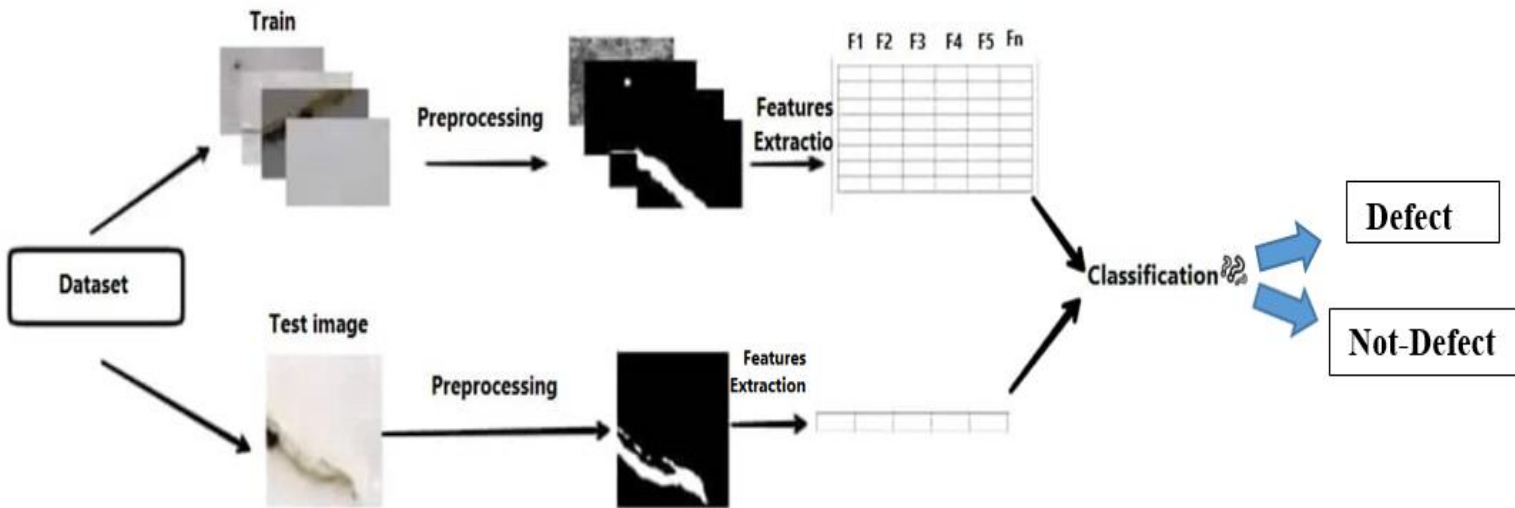 Train
F1 F2 F3 F4 F5 Fn
Preprocessing
Features
Extractio
Dataset
Defect
Classification
Test image
Not-Defect
Preprocessing
Features
Extraction